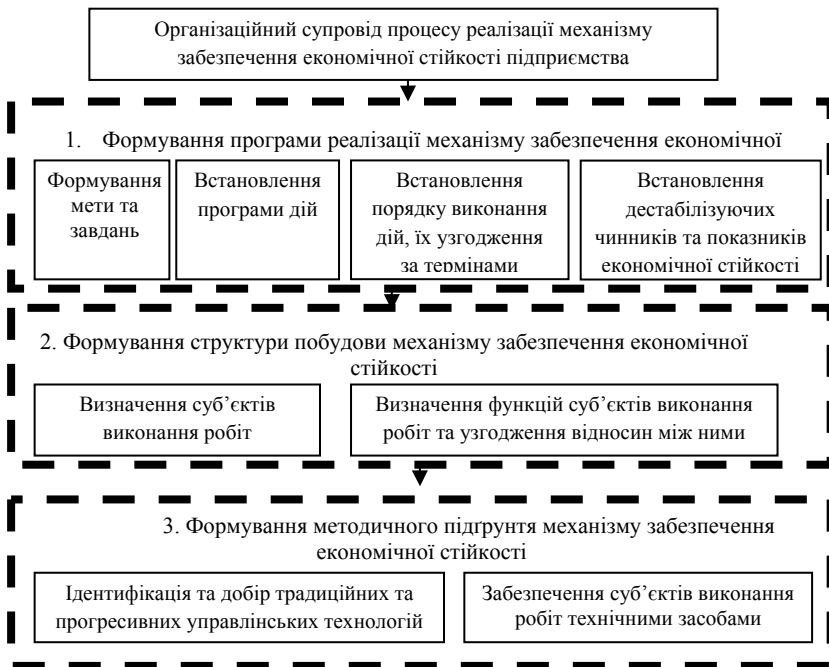 Організаційний супровід процесу реалізації механізму
забезпечення економічної стійкості підприємства
1. Формування програми реалізації механізму забезпечення економічної
Формування
мети та
завдань
Встановлення
програми дій
Встановлення
порядку виконання
дій, їх узгодження
за термінами
Встановлення
дестабілізуючих
чинників та показників
економічної стійкості
2. Формування структури побудови механізму забезпечення економічної
стійкості
Визначення суб’єктів
виконання робіт
Визначення функцій суб’єктів виконання
робіт та узгодження відносин між ними
3. Формування методичного підґрунтя механізму забезпечення
економічної стійкості
Ідентифікація та добір традиційних та
прогресивних управлінських технологій
Забезпечення суб’єктів виконання
робіт технічними засобами